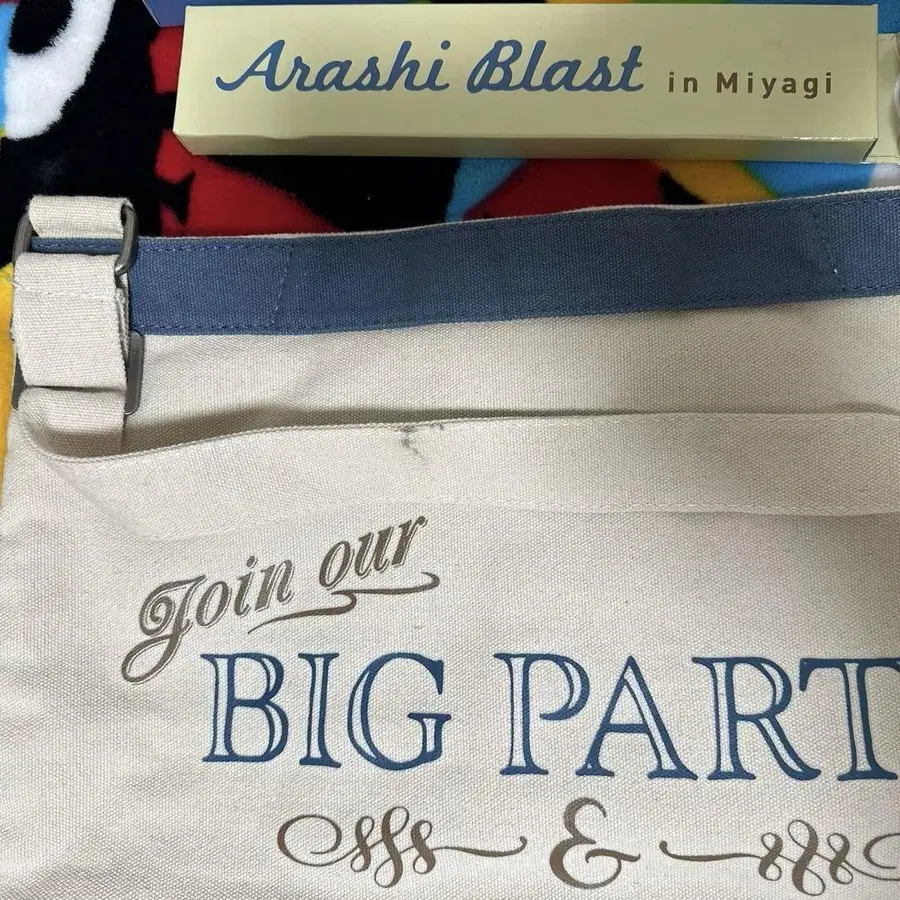 Arashi Blast in Miyagi
Join our
BIG PART
&